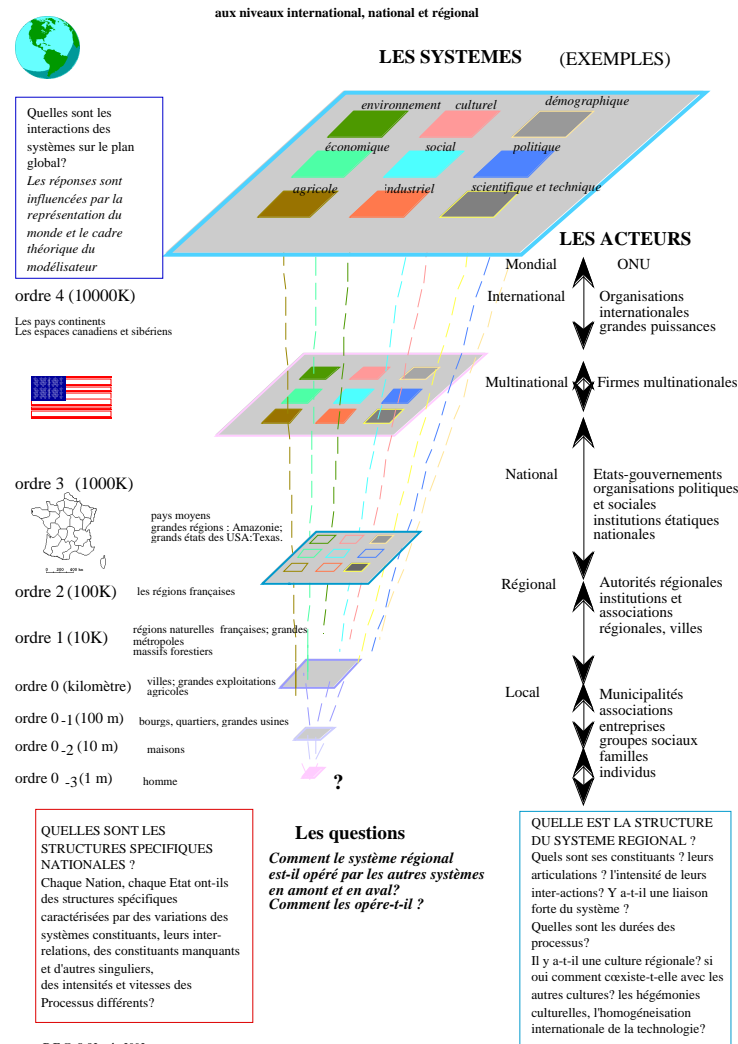 aux niveaux international, national et régional
LES SYSTEMES (EXEMPLES)
environnement culturel démographique
économique social politique
agricole industriel scientifique et technique
Quelles sont les
interactions des
systèmes sur le plan
global?
Les réponses sont
influencées par la
représentation du
monde et le cadre
théorique du
modélisateur
LES ACTEURS
Mondial ONU
International Organisations
internationales
grandes puissances
ordre 4 (10000K)
Les pays continents
Les espaces canadiens et sibériens
Multinational Firmes multinationales
National Etats-gouvernements
organisations politiques
et sociales
institutions étatiques
nationales
ordre 3 (1000K)
pays moyens
grandes régions : Amazonie;
grands états des USA:Texas.
0 200 400 km
ordre 2 (100K) les régions françaises
Régional Autorités régionales
institutions et
associations
régionales, villes
ordre 1 (10K) régions naturelles françaises; grandes
métropoles
massifs forestiers
ordre 0 (kilomètre) villes; grandes exploitations
agricoles
Local Municipalités
associations
entreprises
groupes sociaux
familles
individus
ordre 0 -1 (100 m) bourgs, quartiers, grandes usines
ordre 0 -2 (10 m) maisons
ordre 0 -3 (1 m) homme ?
QUELLES SONT LES
STRUCTURES SPECIFIQUES
NATIONALES ?
Chaque Nation, chaque Etat ont-ils
des structures spécifiques
caractérisées par des variations des
systèmes constituants, leurs inter-
relations, des constituants manquants
et d'autres singuliers,
des intensités et vitesses des
Processus différents?
Les questions
Comment le système régional
est-il opéré par les autres systèmes
en amont et en aval?
Comment les opére-t-il ?
QUELLE EST LA STRUCTURE
DU SYSTEME REGIONAL ?
Quels sont ses constituants ? leurs
articulations ? l'intensité de leurs
inter-actions? Y a-t-il une liaison
forte du système ?
Quelles sont les durées des
processus?
Il y a-t-il une culture régionale? si
oui comment cœxiste-t-elle avec les
autres cultures? les hégémonies
culturelles, l'homogéneisation
internationale de la technologie?